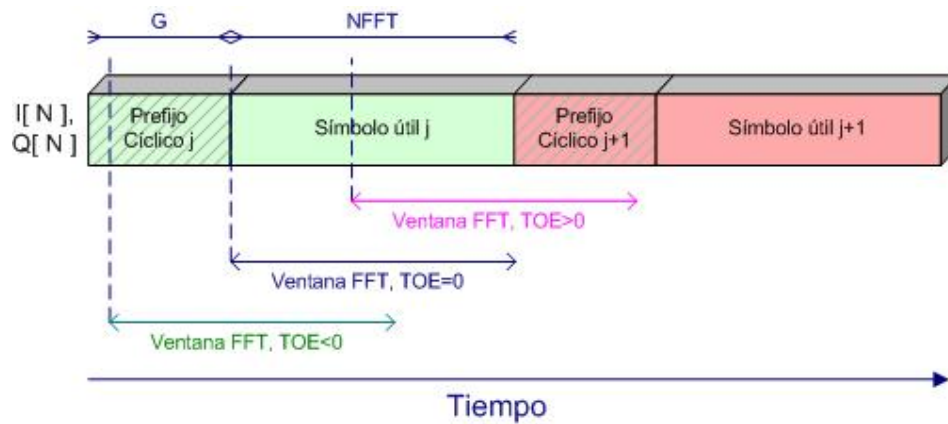 G
NFFT
I[ N ],
Q[ N ]
Prefijo
Cíclico j
Símbolo útil j
Prefijo
Cíclico j+1
Símbolo útil j+1
Ventana FFT, TOE>0
Ventana FFT, TOE=0
Ventana FFT, TOE<0
Tiempo